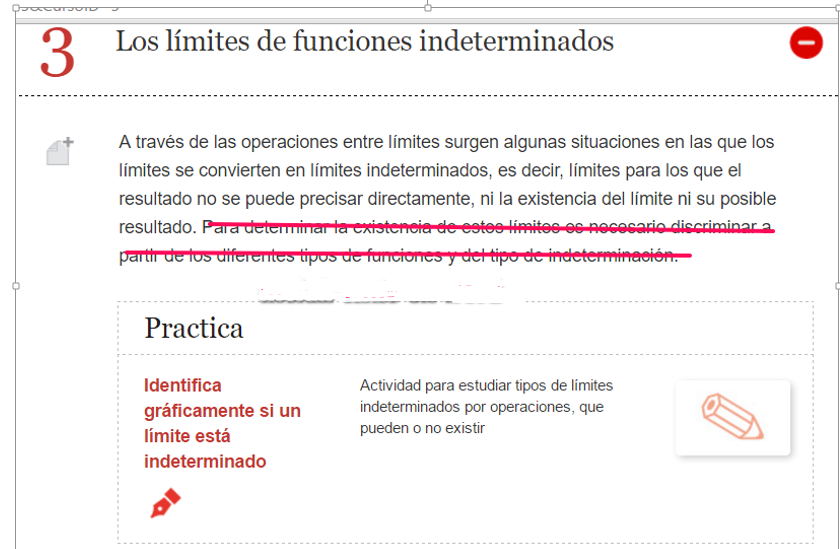 3 Los límites de funciones indeterminados
A través de las operaciones entre límites surgen algunas situaciones en las que los
límites se convierten en límites indeterminados, es decir, límites para los que el
resultado no se puede precisar directamente, ni la existencia del límite ni su posible
resultado. Para determinar la existencia de estos límites es necesario discriminar a
partir de los diferentes tipos de funciones y del tipo de indeterminación.
Practica
Identifica
gráficamente si un
límite está
indeterminado
Actividad para estudiar tipos de límites
indeterminados por operaciones, que
pueden o no existir